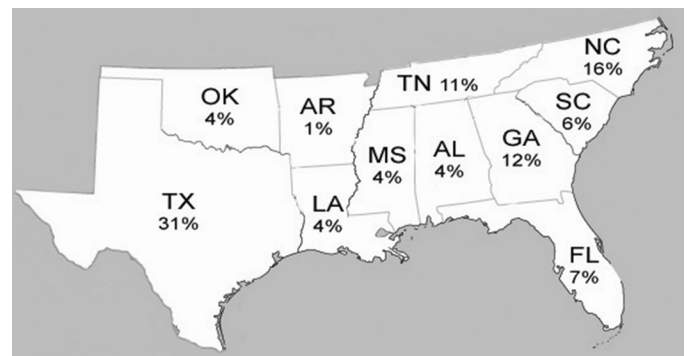 NC
16%
TN 11%
OK
4%
AR
1%
SC
6%
GA
12%
MS
4%
AL
4%
TX
31%
LA
4%
FL
7%